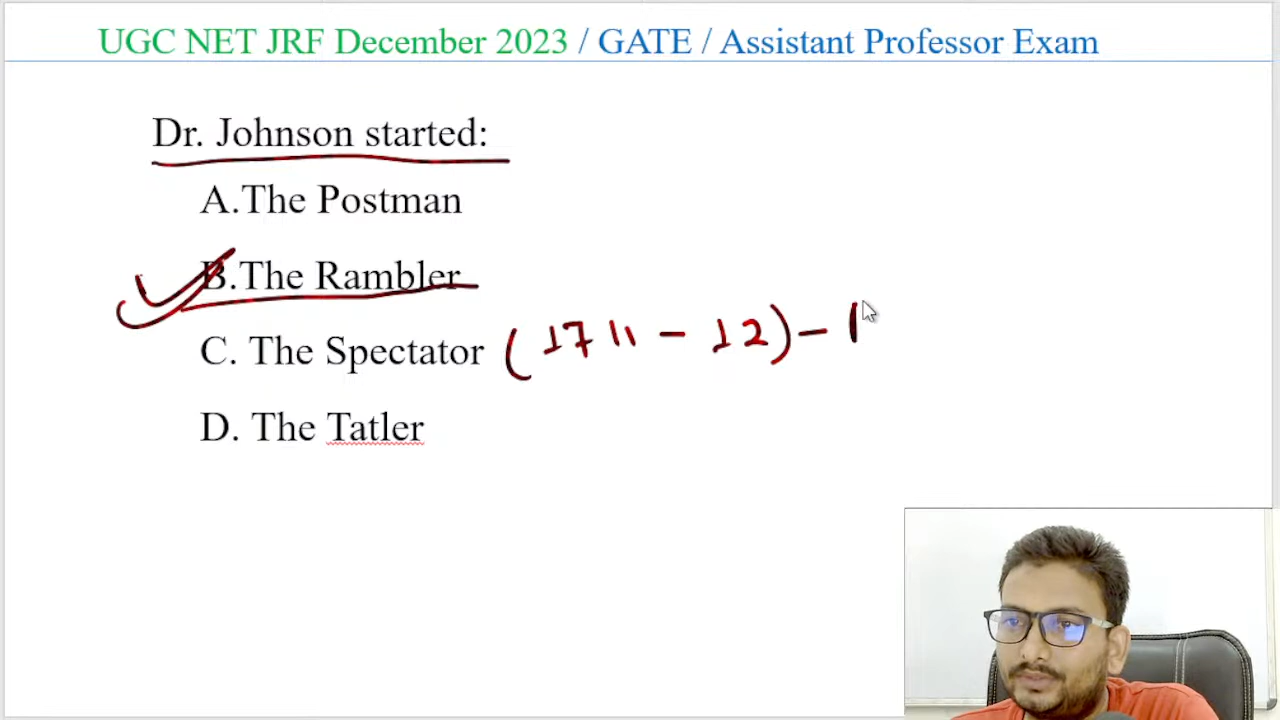 UGC NET JRF December 2023 / GATE / Assistant Professor Exam
Dr. Johnson started:
A.The Postman
B.The Rambler
C. The Spectator (1711 - 12) -
D. The Tatler